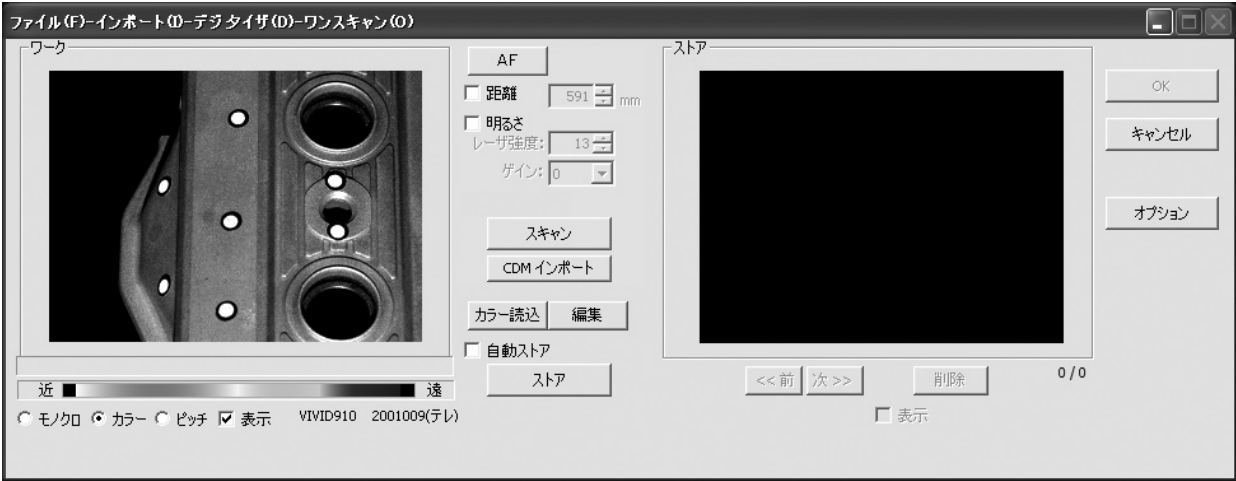 ファイル(F)-インポート(I)-デジタイザ(D)-ワンスキャン(O)
ワーク
AF
距離 591 mm
明るさ
レーザ強度: 13
ゲイン: 0
スキャン
CDM インポート
カラー読込 編集
自動ストア
ストア
近 遠
モノクロ カラー ピッチ 表示 VIVID910 2001009(テレ)
ストア
<<前 次>> 削除 0/0
表示
OK
キャンセル
オプション